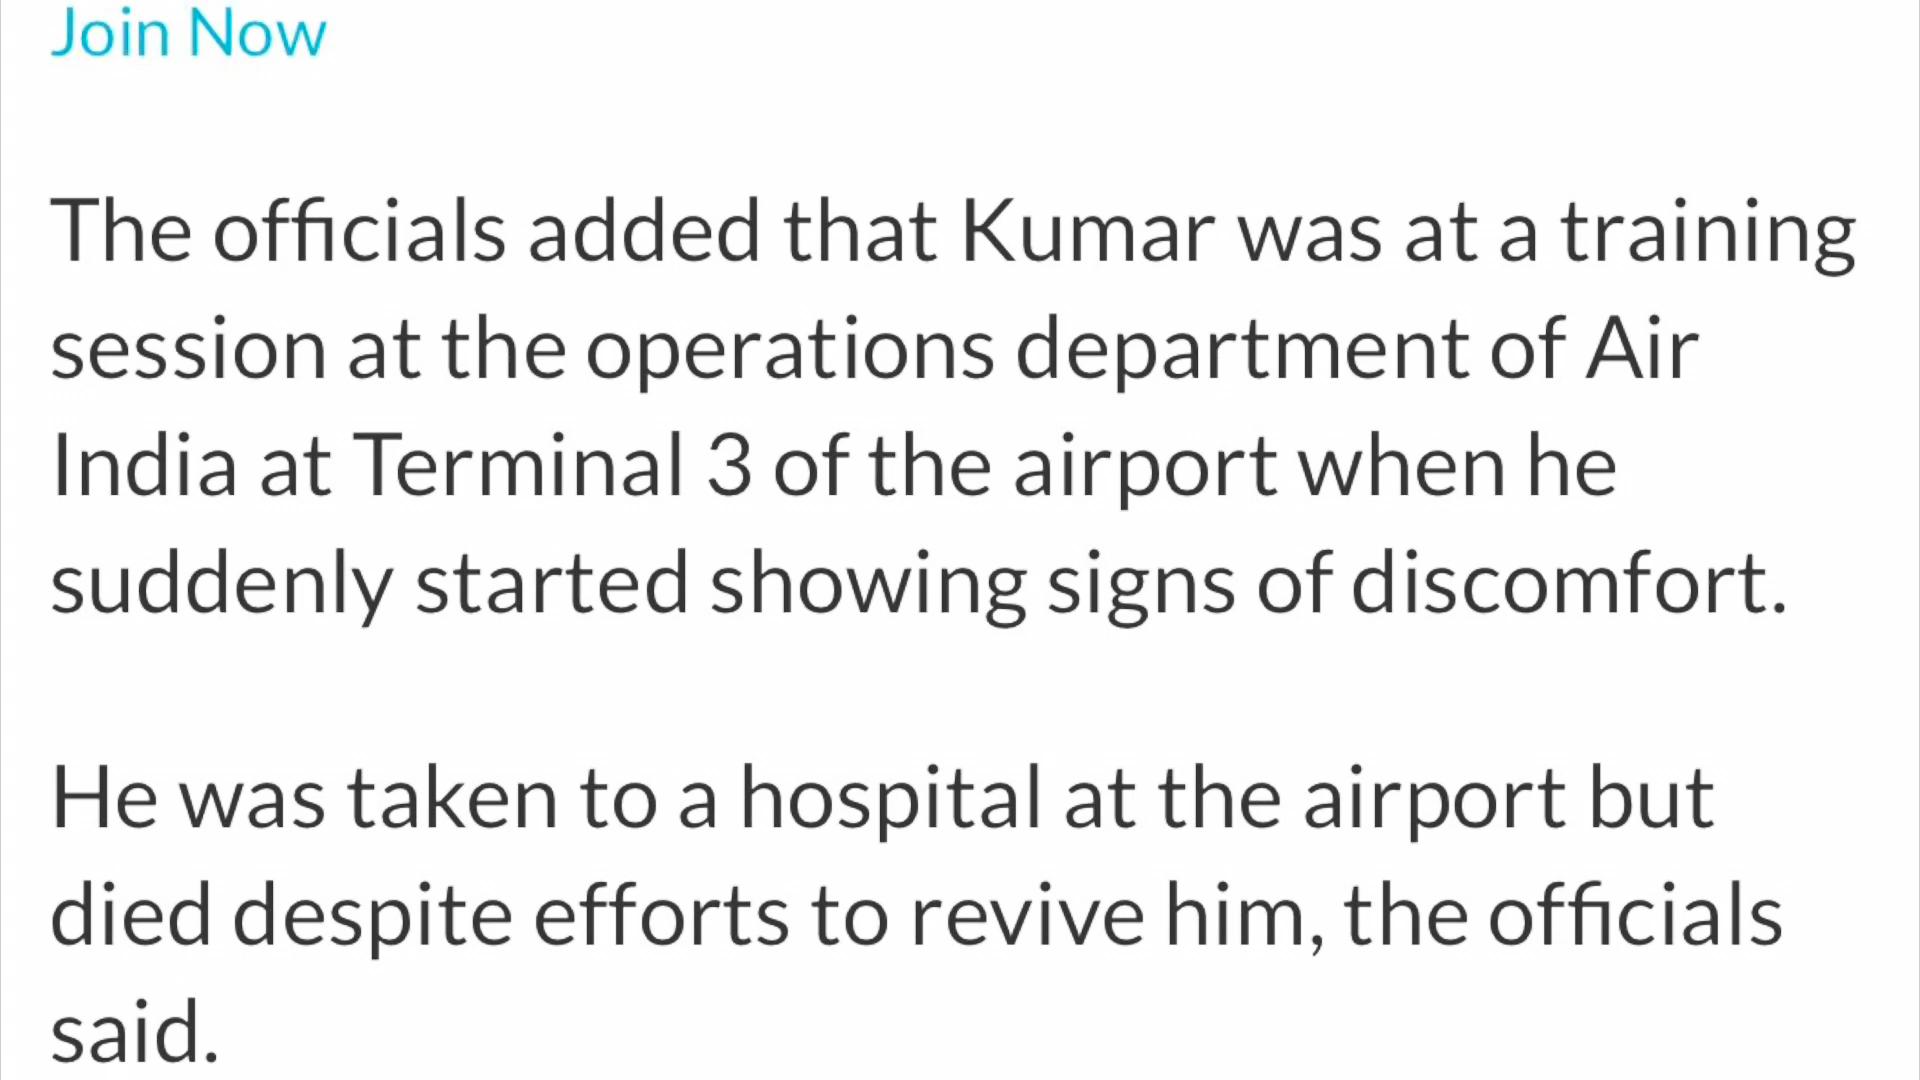 Join Now
The officials added that Kumar was at a training
session at the operations department of Air
India at Terminal 3 of the airport when he
suddenly started showing signs of discomfort.
He was taken to a hospital at the airport but
died despite efforts to revive him, the officials
said.